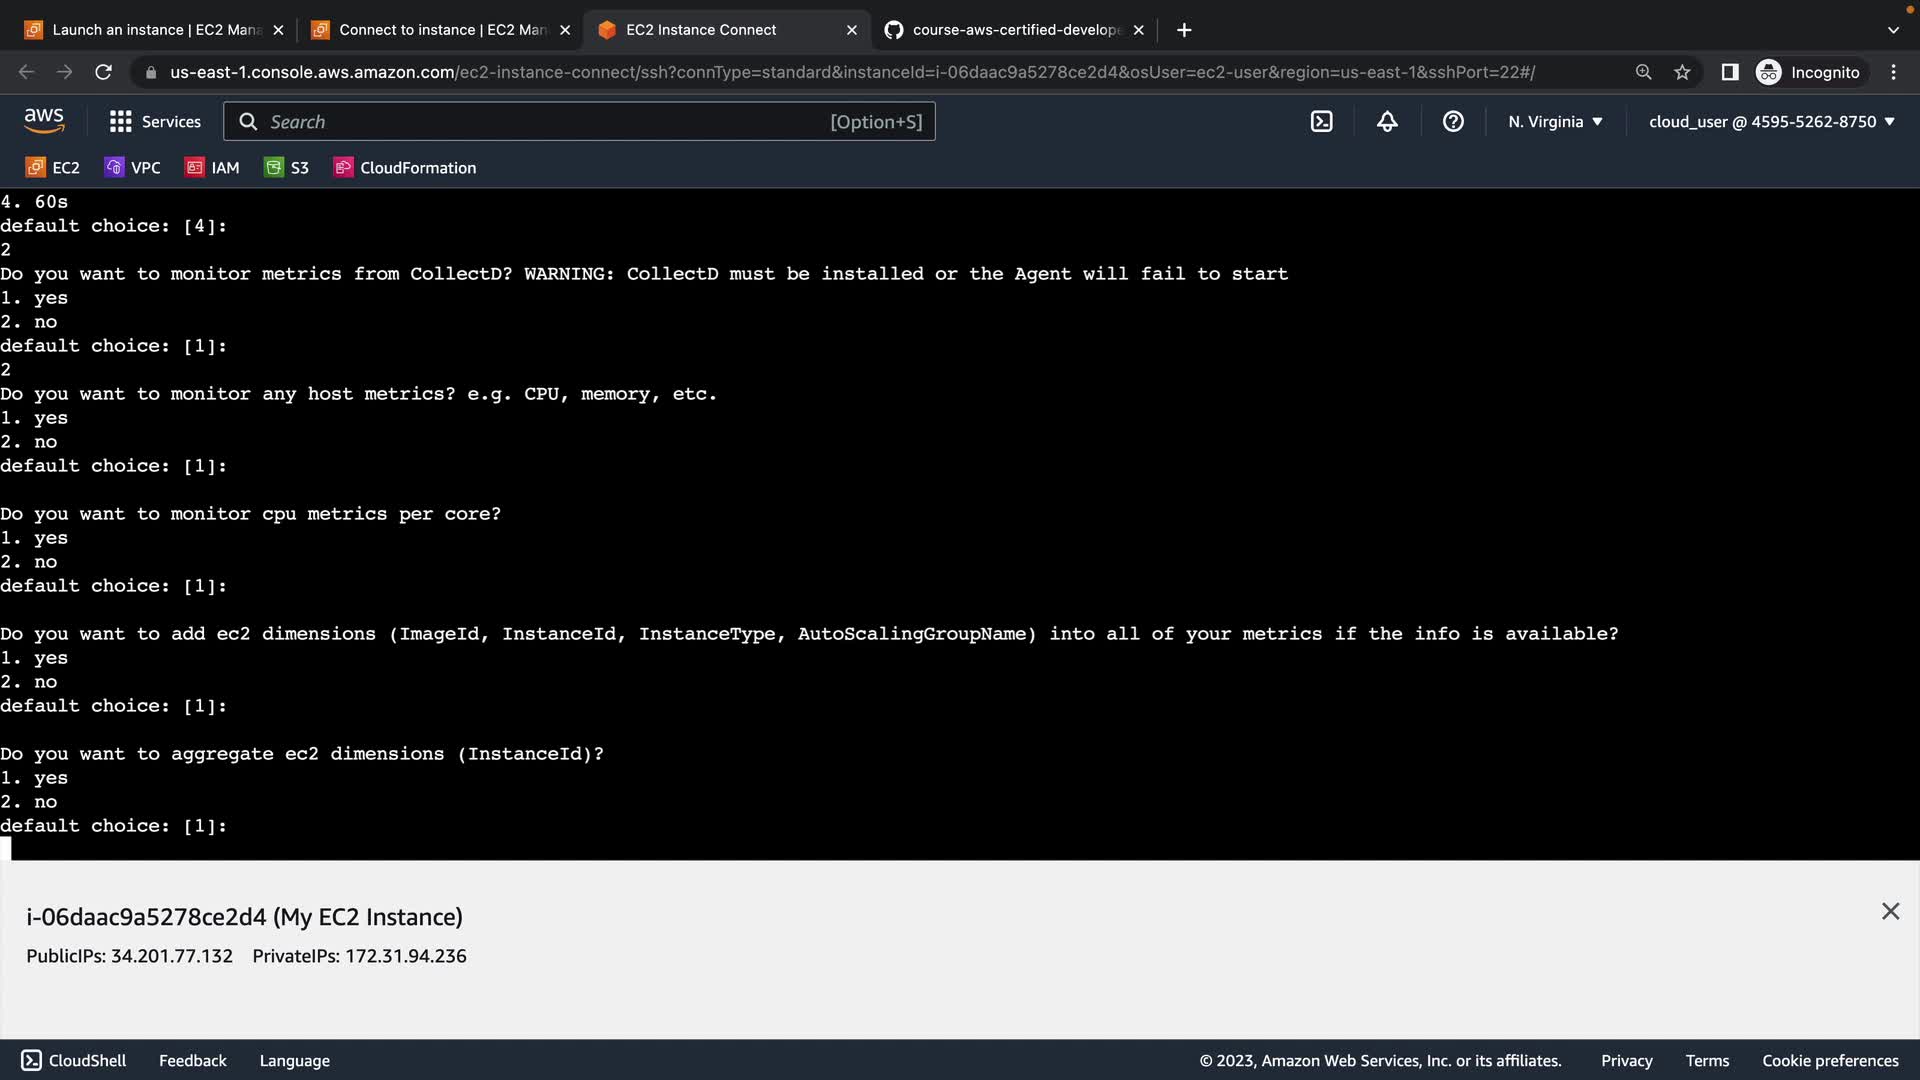 Launch an instance | EC2 Mana
Connect to instance | EC2 Man
EC2 Instance Connect
course-aws-certified-develope
us-east-1.console.aws.amazon.com/ec2-instance-connect/ssh?connType=standard&instanceId=i-06daac9a5278ce2d4&osUser=ec2-user&region=us-east-1&sshPort=22#/
Incognito
aws
Services
Search
[Option+S]
N. Virginia
cloud_user @ 4595-5262-8750
EC2
VPC
IAM
S3
CloudFormation
4. 60s
default choice: [4]:
2
Do you want to monitor metrics from CollectD? WARNING: CollectD must be installed or the Agent will fail to start
1. yes
2. no
default choice: [1]:
2
Do you want to monitor any host metrics? e.g. CPU, memory, etc.
1. yes
2. no
default choice: [1]:
Do you want to monitor cpu metrics per core?
1. yes
2. no
default choice: [1]:
Do you want to add ec2 dimensions (ImageId, InstanceId, InstanceType, AutoScalingGroupName) into all of your metrics if the info is available?
1. yes
2. no
default choice: [1]:
Do you want to aggregate ec2 dimensions (InstanceId)?
1. yes
2. no
default choice: [1]:
i-06daac9a5278ce2d4 (My EC2 Instance)
PublicIPs: 34.201.77.132 PrivateIPs: 172.31.94.236
CloudShell
Feedback
Language
© 2023, Amazon Web Services, Inc. or its affiliates.
Privacy
Terms
Cookie preferences